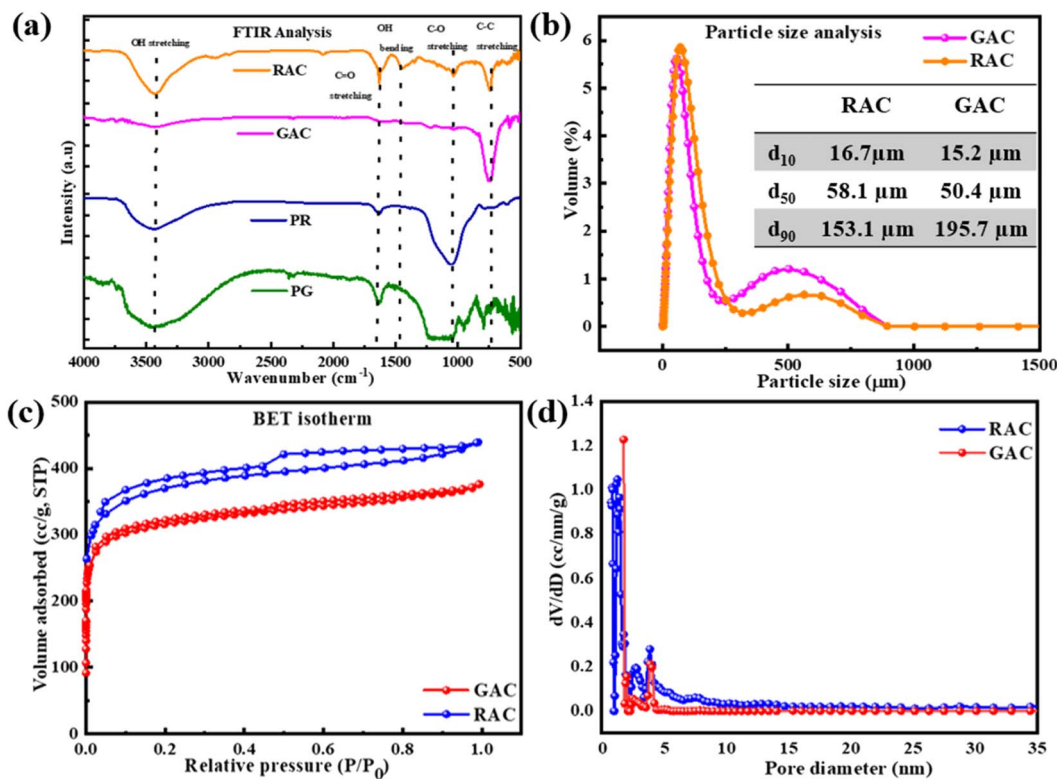 (a)
FTIR Analysis
OH stretching
OH
bending
C-O
stretching
C-C
stretching
C=O
stretching
RAC
GAC
PR
PG
Intensity (a.u)
4000 3500 3000 2500 2000 1500 1000 500
Wavenumber (cm⁻¹)
(b)
Particle size analysis
GAC
RAC
RAC GAC
d₁₀ 16.7µm 15.2 µm
d₅₀ 58.1 µm 50.4 µm
d₉₀ 153.1 µm 195.7 µm
Volume (%)
6
5
4
3
2
1
0
0 500 1000 1500
Particle size (µm)
(c)
BET isotherm
Volume adsorbed (cc/g, STP)
500
400
300
200
100
0
GAC
RAC
0.0 0.2 0.4 0.6 0.8 1.0
Relative pressure (P/P₀)
(d)
RAC
GAC
dV/dD (cc/nm/g)
1.4
1.2
1.0
0.8
0.6
0.4
0.2
0.0
0 5 10 15 20 25 30 35
Pore diameter (nm)